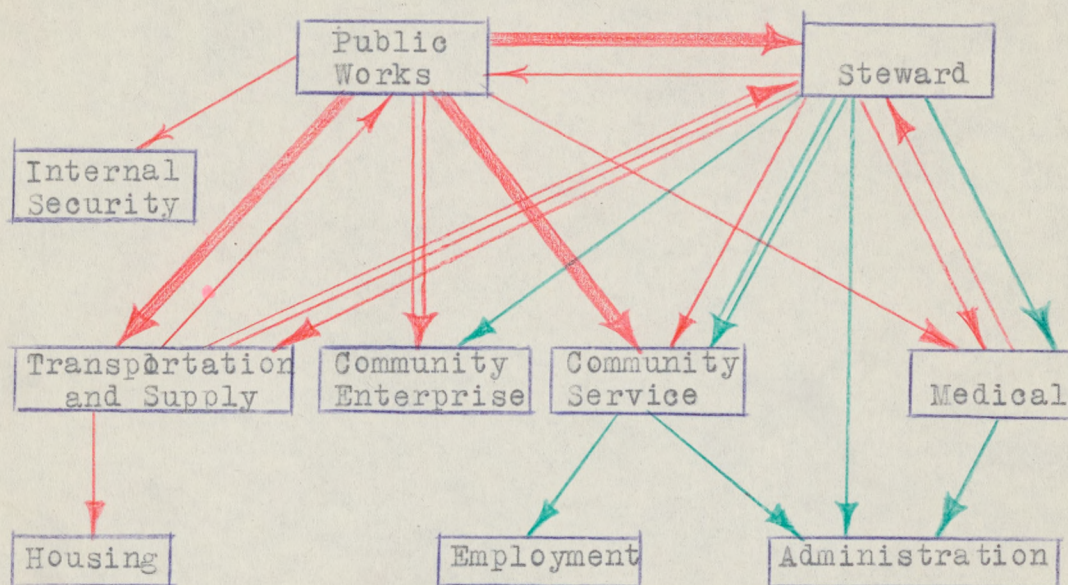 Public
Works
Steward
Internal
Security
Transportation
and Supply
Community
Enterprise
Community
Service
Medical
Housing
Employment
Administration